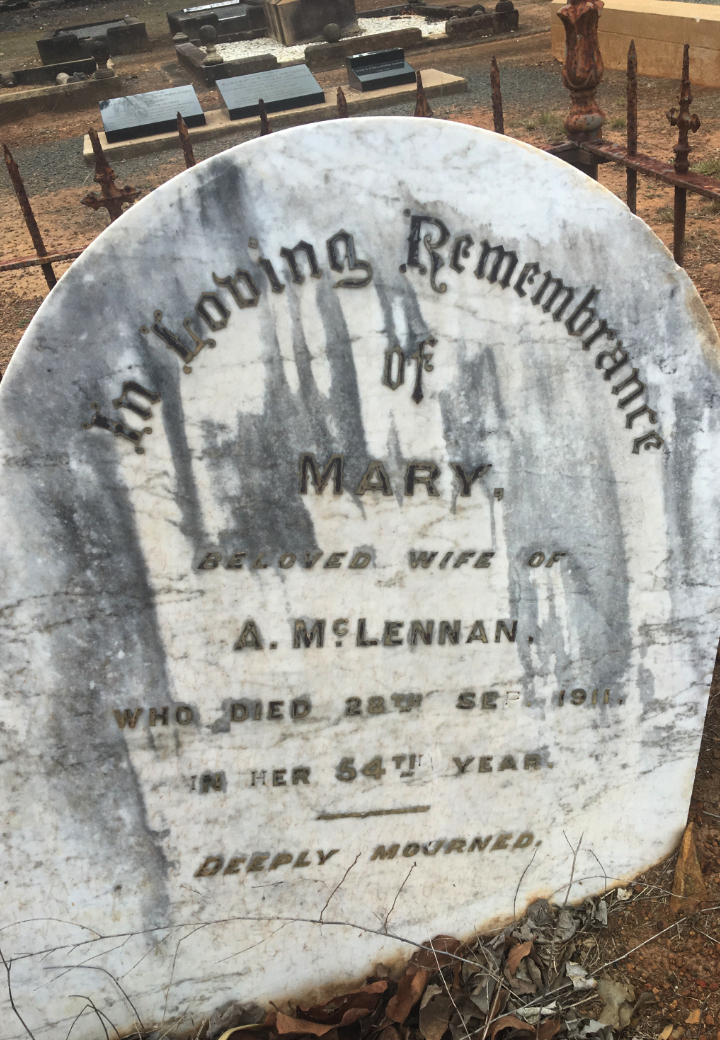 In Loving Remembrance
of
MARY,
BELOVED WIFE OF
A. McLENNAN.
WHO DIED 28TH SEP. 1911.
IN HER 54TH YEAR.
DEEPLY MOURNED.